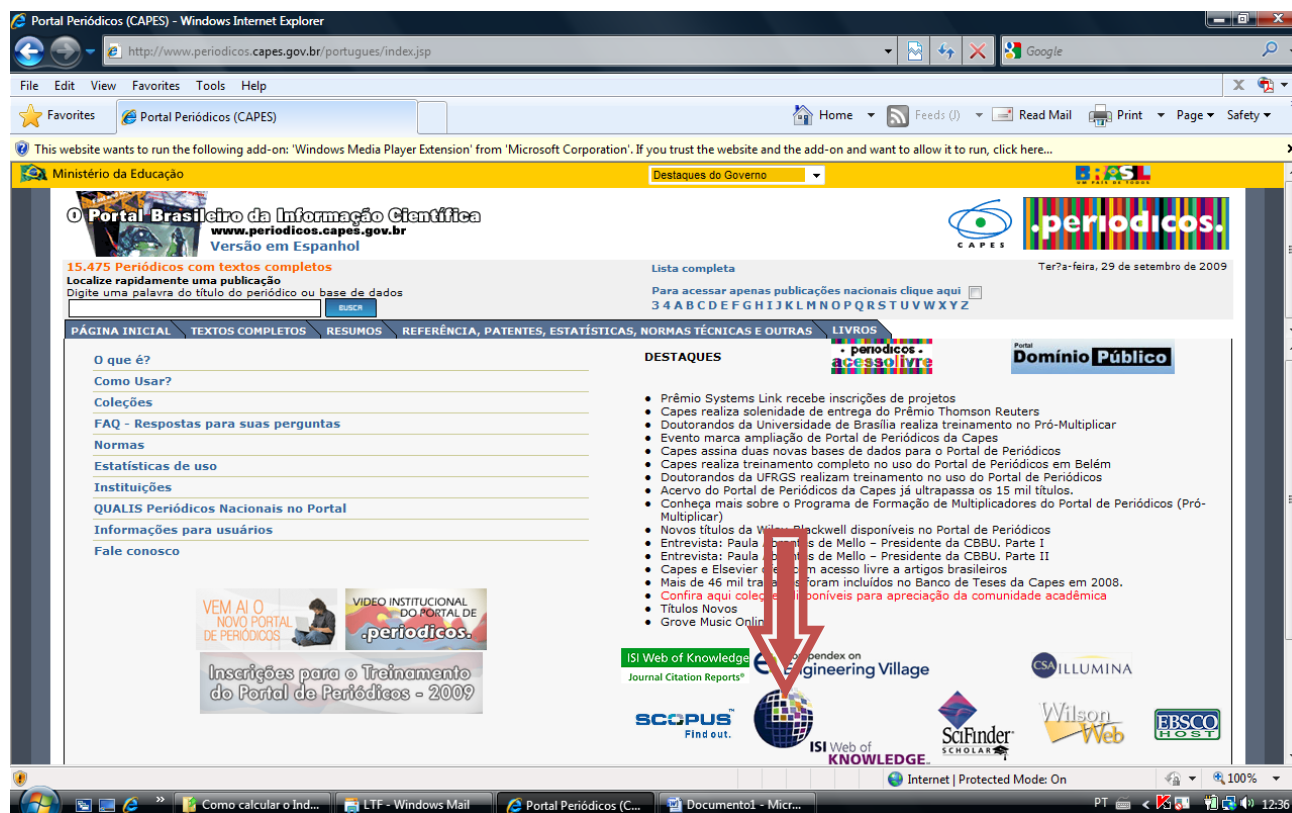 Portal Periódicos (CAPES) - Windows Internet Explorer
http://www.periodicos.capes.gov.br/portugues/index.jsp
Google
File Edit View Favorites Tools Help
Favorites Portal Periódicos (CAPES) Home Feeds (J) Read Mail Print Page Safety
This website wants to run the following add-on: 'Windows Media Player Extension' from 'Microsoft Corporation'. If you trust the website and the add-on and want to allow it to run, click here...
Ministério da Educação
Destaques do Governo
BRASIL
UM PAÍS DE TODOS
O Portal Brasileiro da Informação Científica
www.periodicos.capes.gov.br
Versão em Espanhol
CAPES
.periodicos.
15.475 Periódicos com textos completos
Lista completa
Ter?a-feira, 29 de setembro de 2009
Localize rapidamente uma publicação
Digite uma palavra do título do periódico ou base de dados
BUSCA
Para acessar apenas publicações nacionais clique aqui
3 4 A B C D E F G H I J K L M N O P Q R S T U V W X Y Z
PÁGINA INICIAL TEXTOS COMPLETOS RESUMOS REFERÊNCIA, PATENTES, ESTATÍSTICAS, NORMAS TÉCNICAS E OUTRAS LIVROS
O que é?
Como Usar?
Coleções
FAQ - Respostas para suas perguntas
Normas
Estatísticas de uso
Instituições
QUALIS Periódicos Nacionais no Portal
Informações para usuários
Fale conosco
VEM AI O
NOVO PORTAL
DE PERIÓDICOS
VIDEO INSTITUCIONAL
DO PORTAL DE
.periodicos.
Inscrições para o Treinamento
do Portal de Periódicos - 2009
DESTAQUES
. periodicos .
acessolivre
Portal
Domínio Público
Prêmio Systems Link recebe inscrições de projetos
Capes realiza solenidade de entrega do Prêmio Thomson Reuters
Doutorandos da Universidade de Brasília realiza treinamento no Pró-Multiplicar
Evento marca ampliação de Portal de Periódicos da Capes
Capes assina duas novas bases de dados para o Portal de Periódicos
Capes realiza treinamento completo no uso do Portal de Periódicos em Belém
Doutorandos da UFRGS realizam treinamento no uso do Portal de Periódicos
Acervo do Portal de Periódicos da Capes já ultrapassa os 15 mil títulos.
Conheça mais sobre o Programa de Formação de Multiplicadores do Portal de Periódicos (Pró-
Multiplicar)
Novos títulos da Wiley-Blackwell disponíveis no Portal de Periódicos
Entrevista: Paula de Mello – Presidente da CBBU. Parte I
Entrevista: Paula de Mello – Presidente da CBBU. Parte II
Capes e Elsevier acesso livre a artigos brasileiros
Mais de 46 mil foram incluídos no Banco de Teses da Capes em 2008.
Confira aqui disponíveis para apreciação da comunidade acadêmica
Títulos Novos
Grove Music Online
ISI Web of Knowledge
Journal Citation Reports®
on
Engineering Village
CSA ILLUMINA
SCOPUS™
Find out.
ISI Web of
KNOWLEDGE
SciFinder
SCHOLAR
Wilson
Web
EBSCO
HOST
Internet | Protected Mode: On
100%
Como calcular o Ind... LTF - Windows Mail Portal Periódicos (C... Documento1 - Micr... PT 12:36